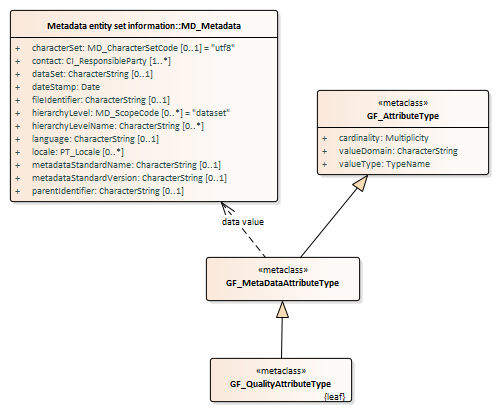 Metadata entity set information::MD_Metadata
+ characterSet: MD_CharacterSetCode [0..1] = "utf8"
+ contact: CI_ResponsibleParty [1..*]
+ dataSet: CharacterString [0..1]
+ dateStamp: Date
+ fileIdentifier: CharacterString [0..1]
+ hierarchyLevel: MD_ScopeCode [0..*] = "dataset"
+ hierarchyLevelName: CharacterString [0..*]
+ language: CharacterString [0..1]
+ locale: PT_Locale [0..*]
+ metadataStandardName: CharacterString [0..1]
+ metadataStandardVersion: CharacterString [0..1]
+ parentIdentifier: CharacterString [0..1]
«metaclass»
GF_AttributeType
+ cardinality: Multiplicity
+ valueDomain: CharacterString
+ valueType: TypeName
data value
«metaclass»
GF_MetaDataAttributeType
«metaclass»
GF_QualityAttributeType
{leaf}